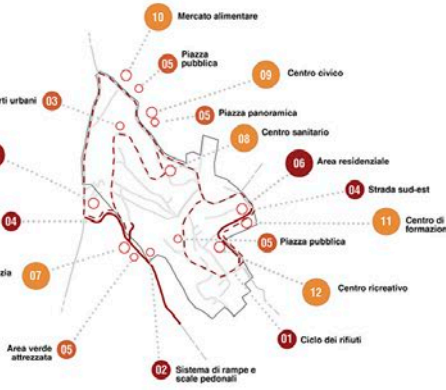 10 Mercato alimentare
05 Piazza
pubblica
09 Centro civico
rti urbani 03
05 Piazza panoramica
08 Centro sanitario
06 Area residenziale
04 Strada sud-est
04
11 Centro di
formazion
05 Piazza pubblica
zia 07
12 Centro ricreativo
01 Ciclo dei rifiuti
Area verde
attrezzata 05
02 Sistema di rampe e
scale pedonali